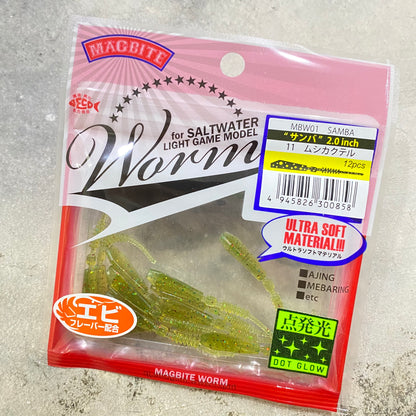 MAGBITE
ECO
for SALTWATER
LIGHT GAME MODEL
Worm
MBW01 SAMBA
"サンバ" 2.0 inch
11 ムシカクテル
12pcs
4 945826 300858
ULTRA SOFT
MATERIAL!!!
ウルトラソフトマテリアル
■AJING
■MEBARING
■etc
エビ
フレーバー配合
点発光
DOT GLOW
MAGBITE WORM